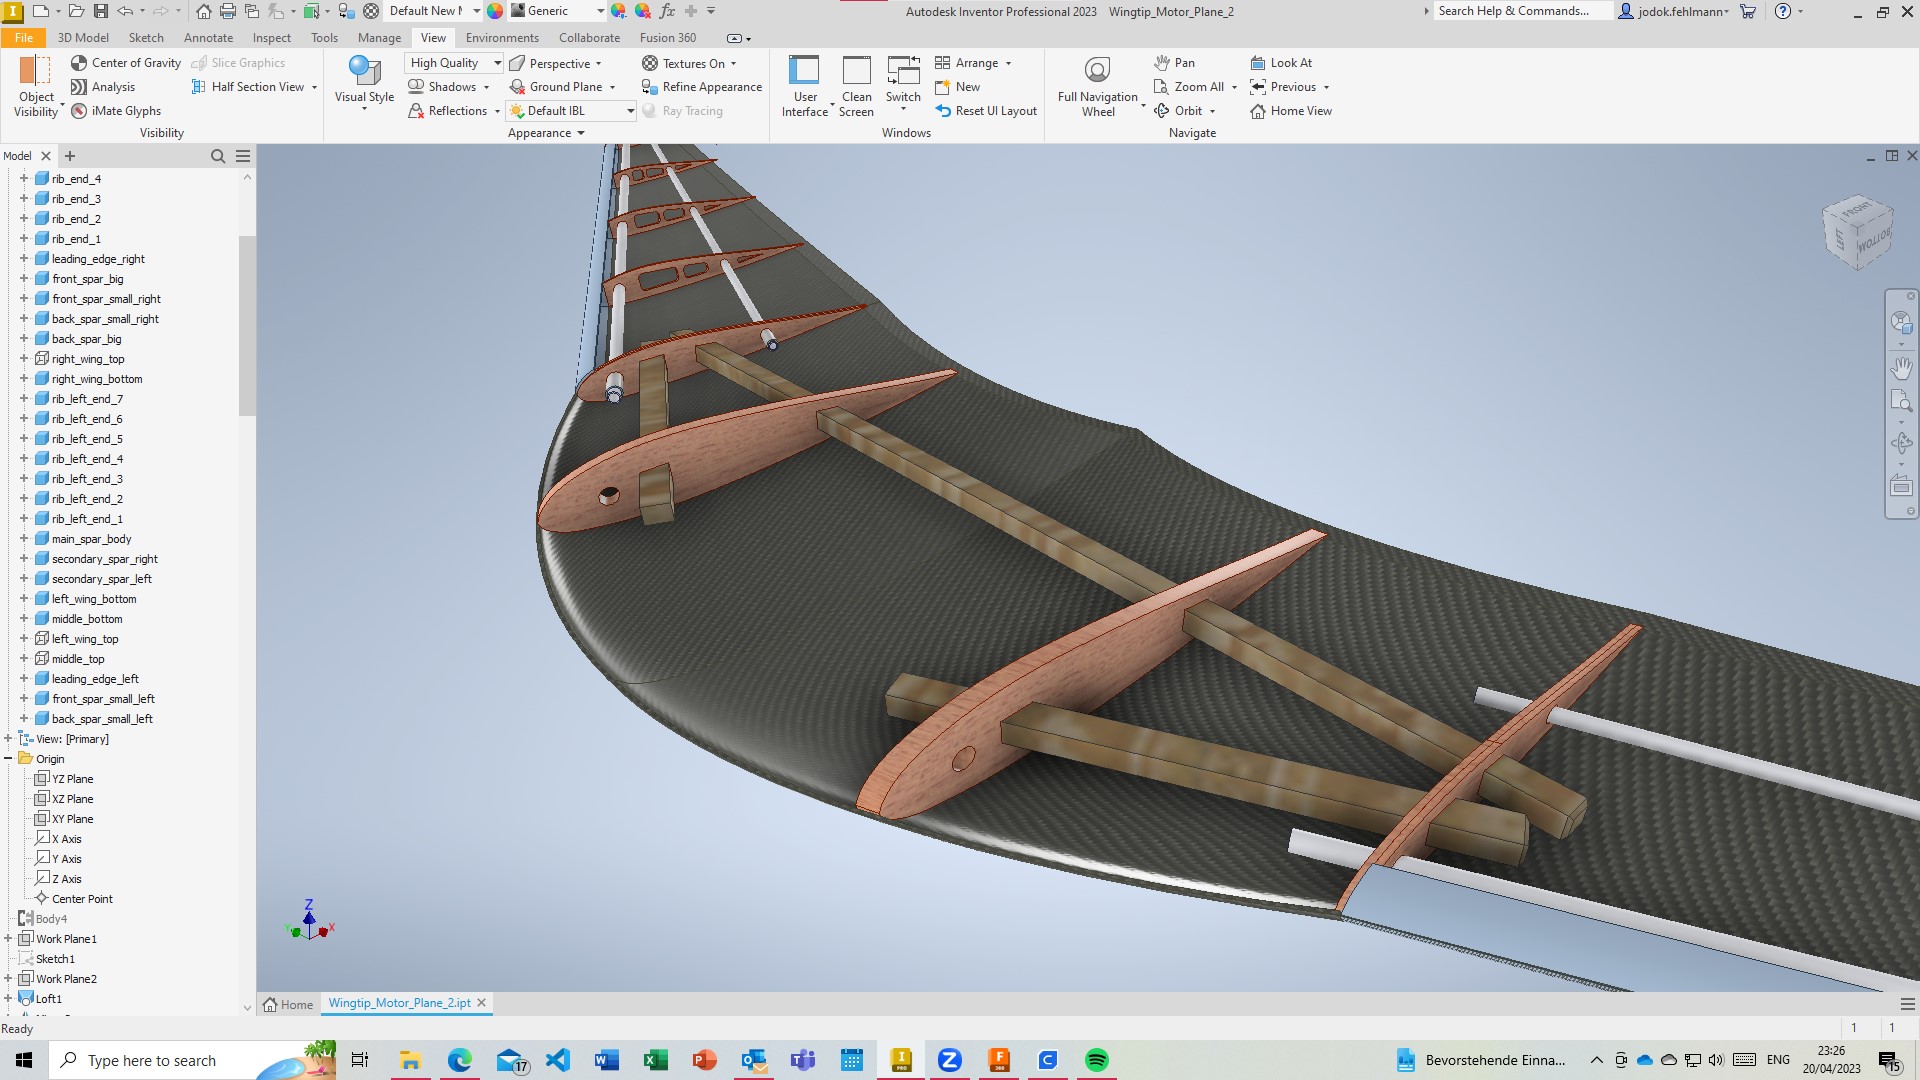 Default New M
Generic
Autodesk Inventor Professional 2023 Wingtip_Motor_Plane_2
Search Help & Commands...
jodok.fehlmann
File
3D Model
Sketch
Annotate
Inspect
Tools
Manage
View
Environments
Collaborate
Fusion 360
Object
Visibility
Center of Gravity
Slice Graphics
Analysis
Half Section View
iMate Glyphs
Visibility
Visual Style
High Quality
Perspective
Textures On
Shadows
Ground Plane
Refine Appearance
Reflections
Default IBL
Ray Tracing
Appearance
User
Interface
Clean
Screen
Switch
Arrange
New
Reset UI Layout
Windows
Full Navigation
Wheel
Pan
Look At
Zoom All
Previous
Orbit
Home View
Navigate
Model
rib_end_4
rib_end_3
rib_end_2
rib_end_1
leading_edge_right
front_spar_big
front_spar_small_right
back_spar_small_right
back_spar_big
right_wing_top
right_wing_bottom
rib_left_end_7
rib_left_end_6
rib_left_end_5
rib_left_end_4
rib_left_end_3
rib_left_end_2
rib_left_end_1
main_spar_body
secondary_spar_right
secondary_spar_left
left_wing_bottom
middle_bottom
left_wing_top
middle_top
leading_edge_left
front_spar_small_left
back_spar_small_left
View: [Primary]
Origin
YZ Plane
XZ Plane
XY Plane
X Axis
Y Axis
Z Axis
Center Point
Body4
Work Plane1
Sketch1
Work Plane2
Loft1
FRONT
LEFT
BOTTOM
Z
Y
X
Home
Wingtip_Motor_Plane_2.ipt
Ready
1
1
Type here to search
17
Bevorstehende Einna...
ENG
23:26
20/04/2023
15